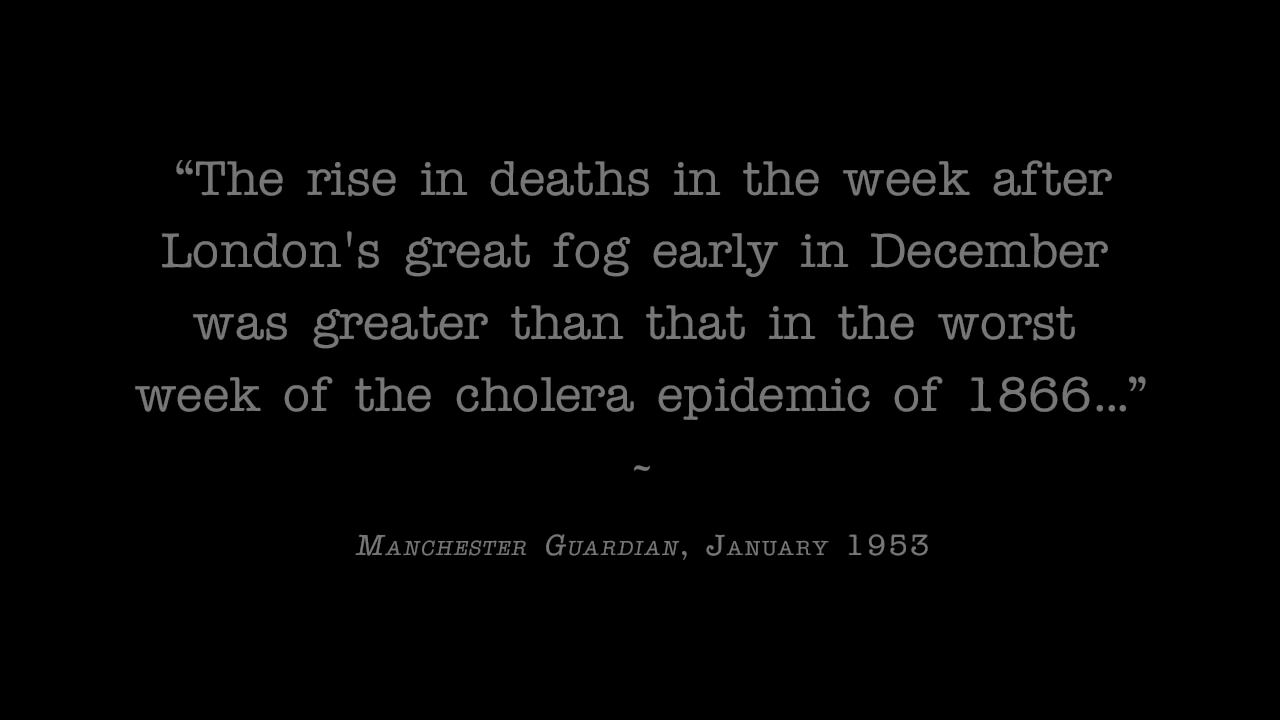 “The rise in deaths in the week after
London's great fog early in December
was greater than that in the worst
week of the cholera epidemic of 1866...”
~
Manchester Guardian, January 1953